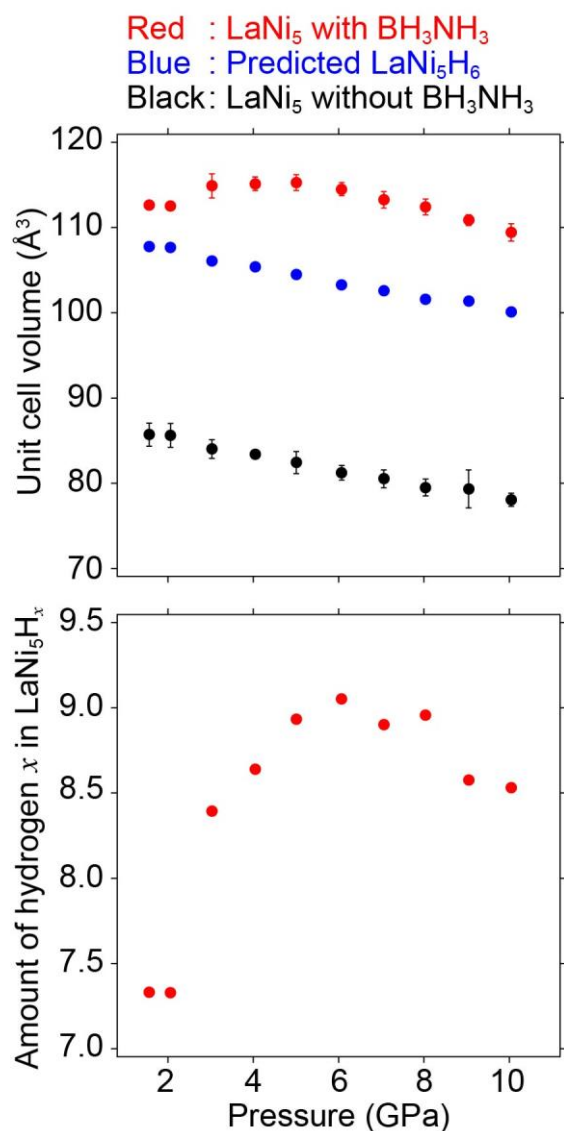 Red : LaNi₅ with BH₃NH₃
Blue : Predicted LaNi₅H₆
Black: LaNi₅ without BH₃NH₃
Unit cell volume (Å³)
120
110
100
90
80
70
Amount of hydrogen x in LaNi₅Hₓ
9.5
9.0
8.5
8.0
7.5
7.0
2 4 6 8 10
Pressure (GPa)